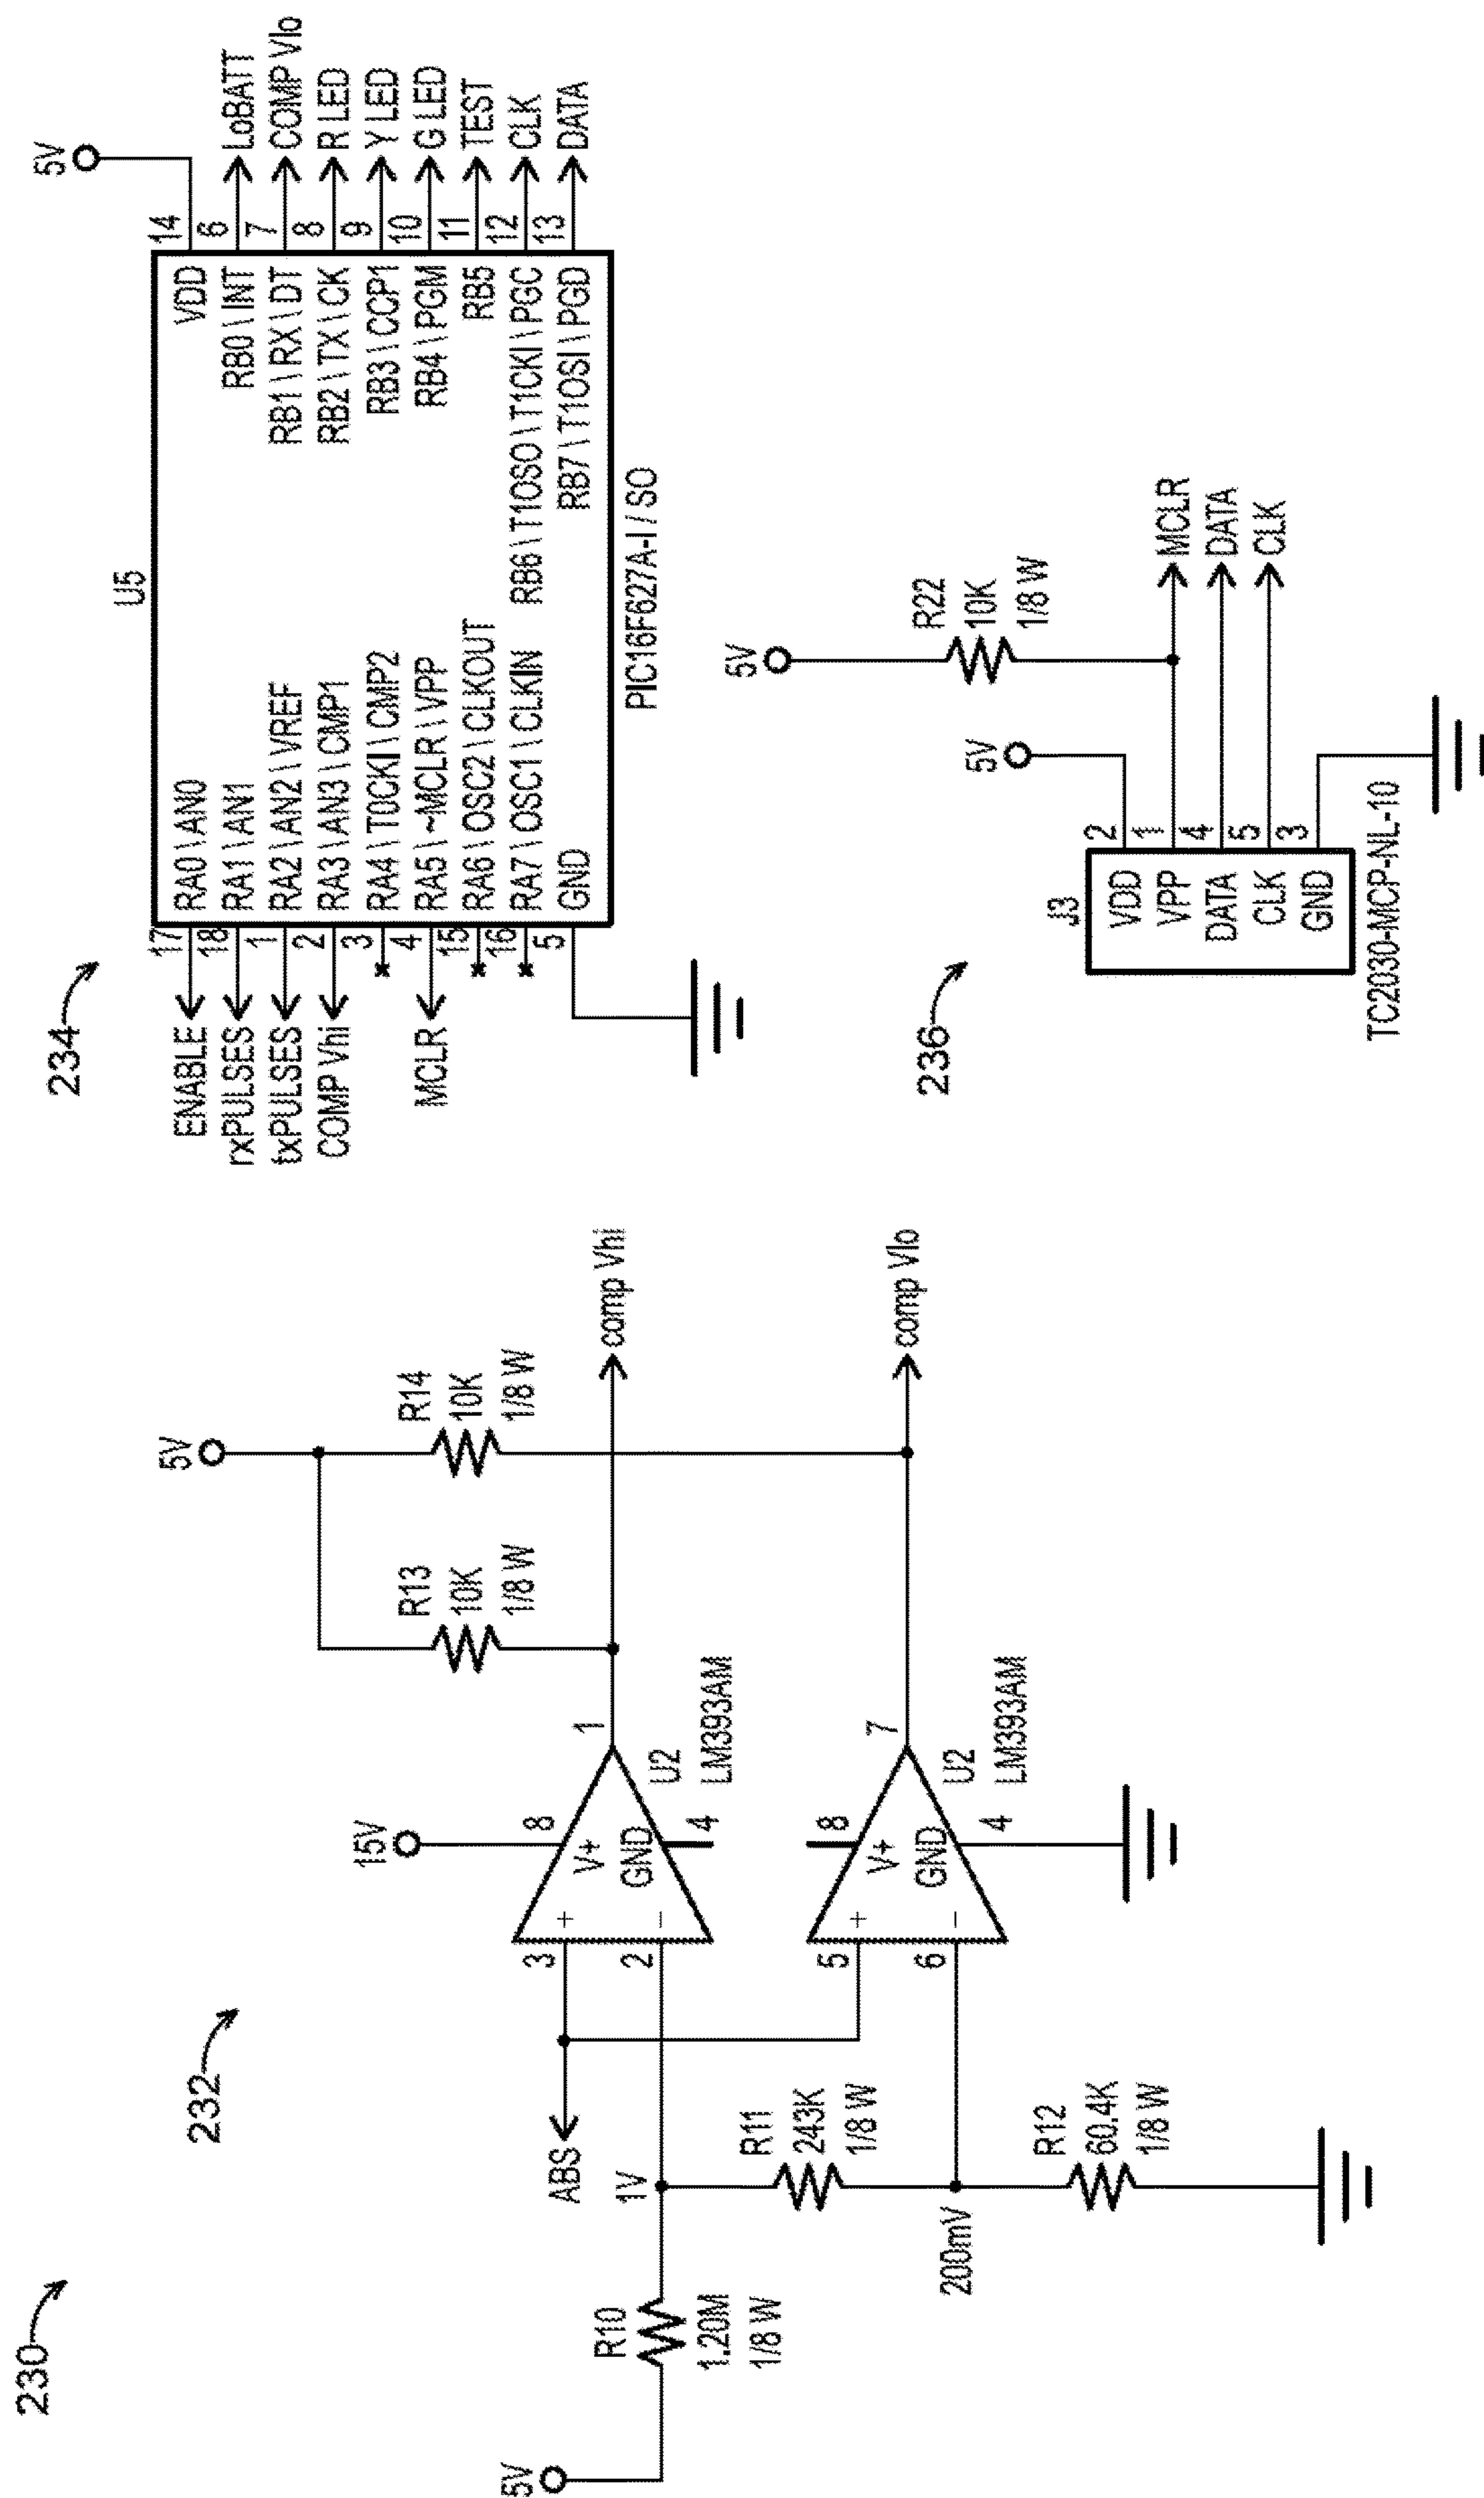 230
232
5V
R10
1.20M
1/8 W
ABS
1V
R11
243K
1/8 W
200mV
R12
60.4K
1/8 W
15V
3
2
+
-
8
V+
GND
4
1
U2
LM393AM
5
6
+
-
8
V+
GND
4
7
U2
LM393AM
5V
R13
10K
1/8 W
R14
10K
1/8 W
comp Vhi
comp Vlo
234
U5
5V
ENABLE 17 RA0\AN0
rxPULSES 18 RA1\AN1
txPULSES 1 RA2\AN2\VREF
COMP Vhi 2 RA3\AN3\CMP1
3 RA4\T0CKI\CMP2
MCLR 4 RA5\~MCLR\VPP
15 RA6\OSC2\CLKOUT
16 RA7\OSC1\CLKIN
5 GND
VDD 14
RB0\INT 6 LoBATT
RB1\RX\DT 7 COMP Vlo
RB2\TX\CK 8 R LED
RB3\CCP1 9 Y LED
RB4\PGM 10 G LED
RB5 11 TEST
RB6\T1OSO\T1CKI\PGC 12 CLK
RB7\T1OSI\PGD 13 DATA
PIC16F627A-I / SO
236
J3
VDD 2
VPP 1
DATA 4
CLK 5
GND 3
TC2030-MCP-NL-10
5V
5V
R22
10K
1/8 W
MCLR
DATA
CLK